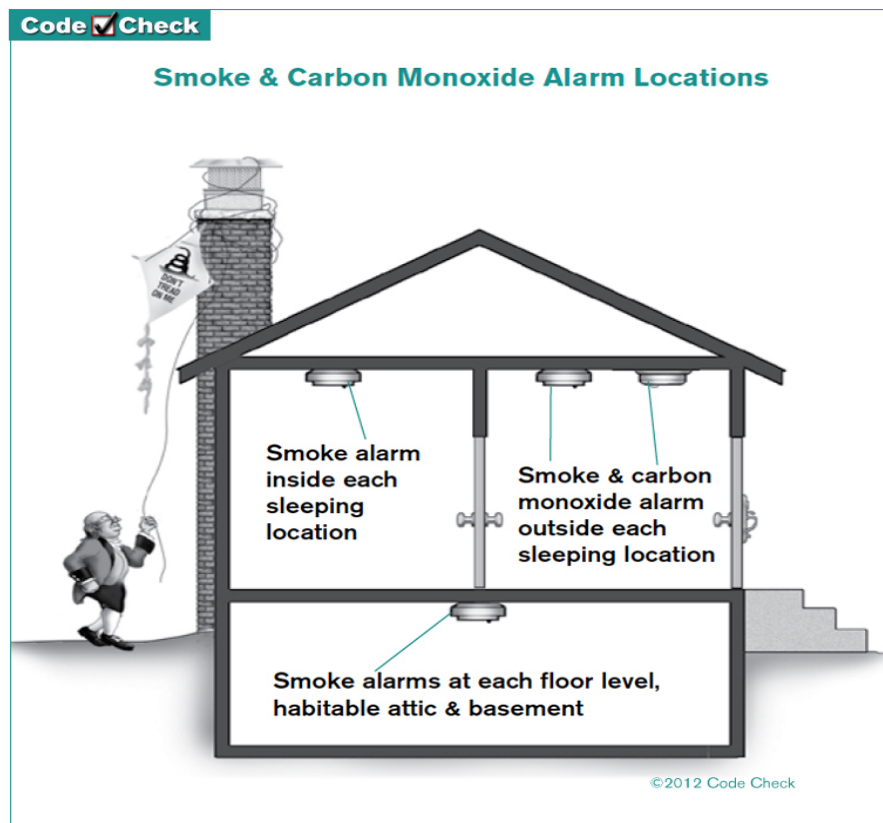 Code Check
Smoke & Carbon Monoxide Alarm Locations
DON'T
TREAD
ON ME
Smoke alarm
inside each
sleeping
location
Smoke & carbon
monoxide alarm
outside each
sleeping location
Smoke alarms at each floor level,
habitable attic & basement
©2012 Code Check